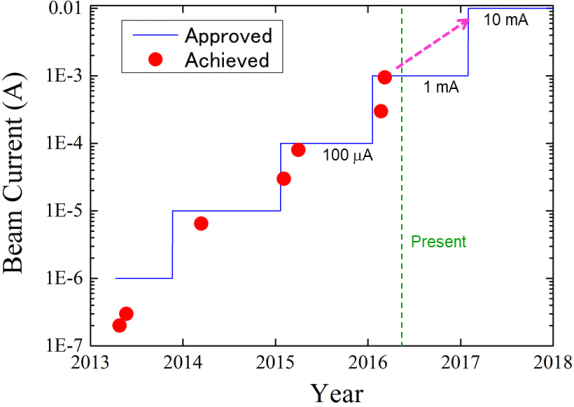 0.01
1E-3
1E-4
1E-5
1E-6
1E-7
Beam Current (A)
Approved
Achieved
10 mA
1 mA
100 μA
Present
2013 2014 2015 2016 2017 2018
Year